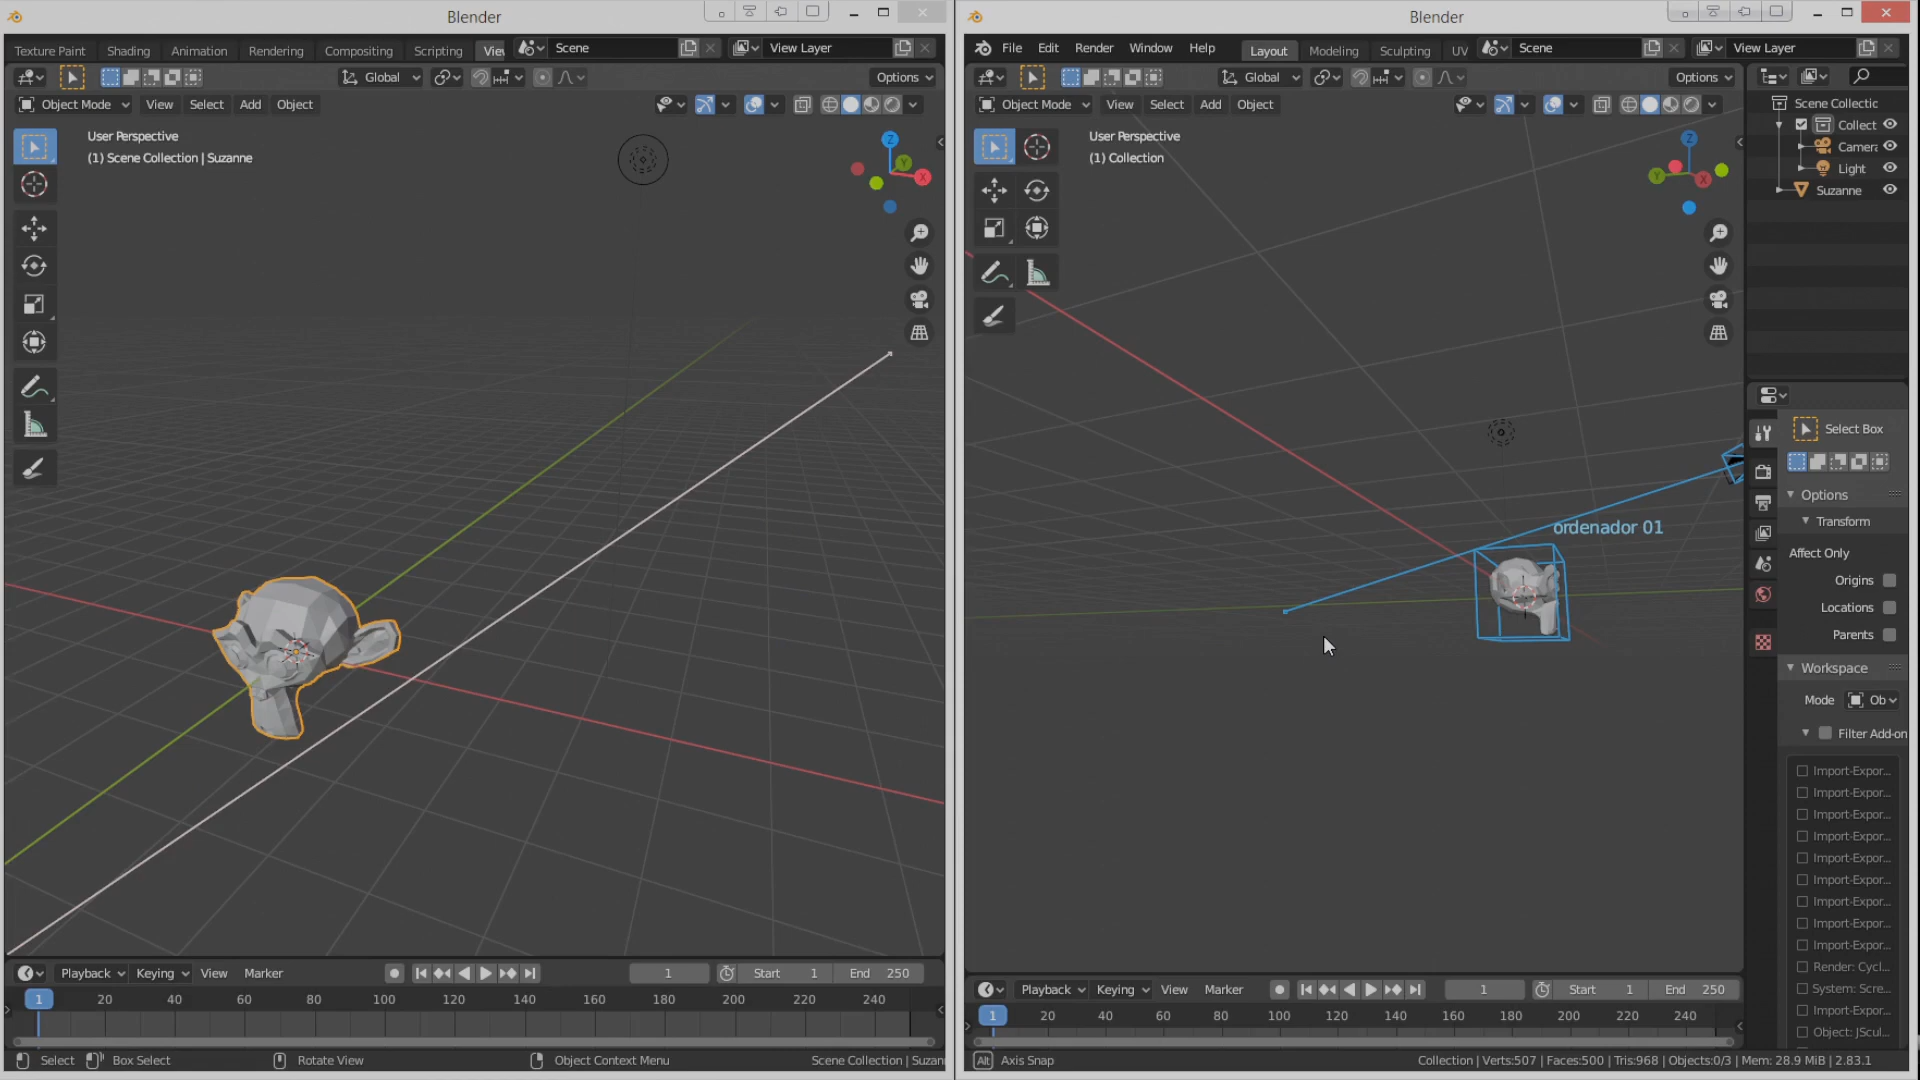 Blender
Texture Paint Shading Animation Rendering Compositing Scripting Scene View Layer
Global Options
Object Mode View Select Add Object
User Perspective
(1) Scene Collection | Suzanne
Z
Y
X
Playback Keying View Marker 1 Start 1 End 250
1 20 40 60 80 100 120 140 160 180 200 220 240
Select Box Select Rotate View Object Context Menu Scene Collection | Suzan
Blender
File Edit Render Window Help Layout Modeling Sculpting UV Scene View Layer
Global Options
Object Mode View Select Add Object
User Perspective
(1) Collection
Z
Y
X
ordenador 01
Scene Collectic
Collect
Camera
Light
Suzanne
Select Box
Options
Transform
Affect Only
Origins
Locations
Parents
Workspace
Mode Ob
Filter Add-on
Import-Expor...
Import-Expor...
Import-Expor...
Import-Expor...
Import-Expor...
Import-Expor...
Import-Expor...
Import-Expor...
Import-Expor...
Render: Cycl...
System: Scre...
Import-Expor...
Object: JScul...
Playback Keying View Marker 1 Start 1 End 250
1 20 40 60 80 100 120 140 160 180 200 220 240
Alt Axis Snap Collection | Verts:507 | Faces:500 | Tris:968 | Objects:0/3 | Mem: 28.9 MiB | 2.83.1